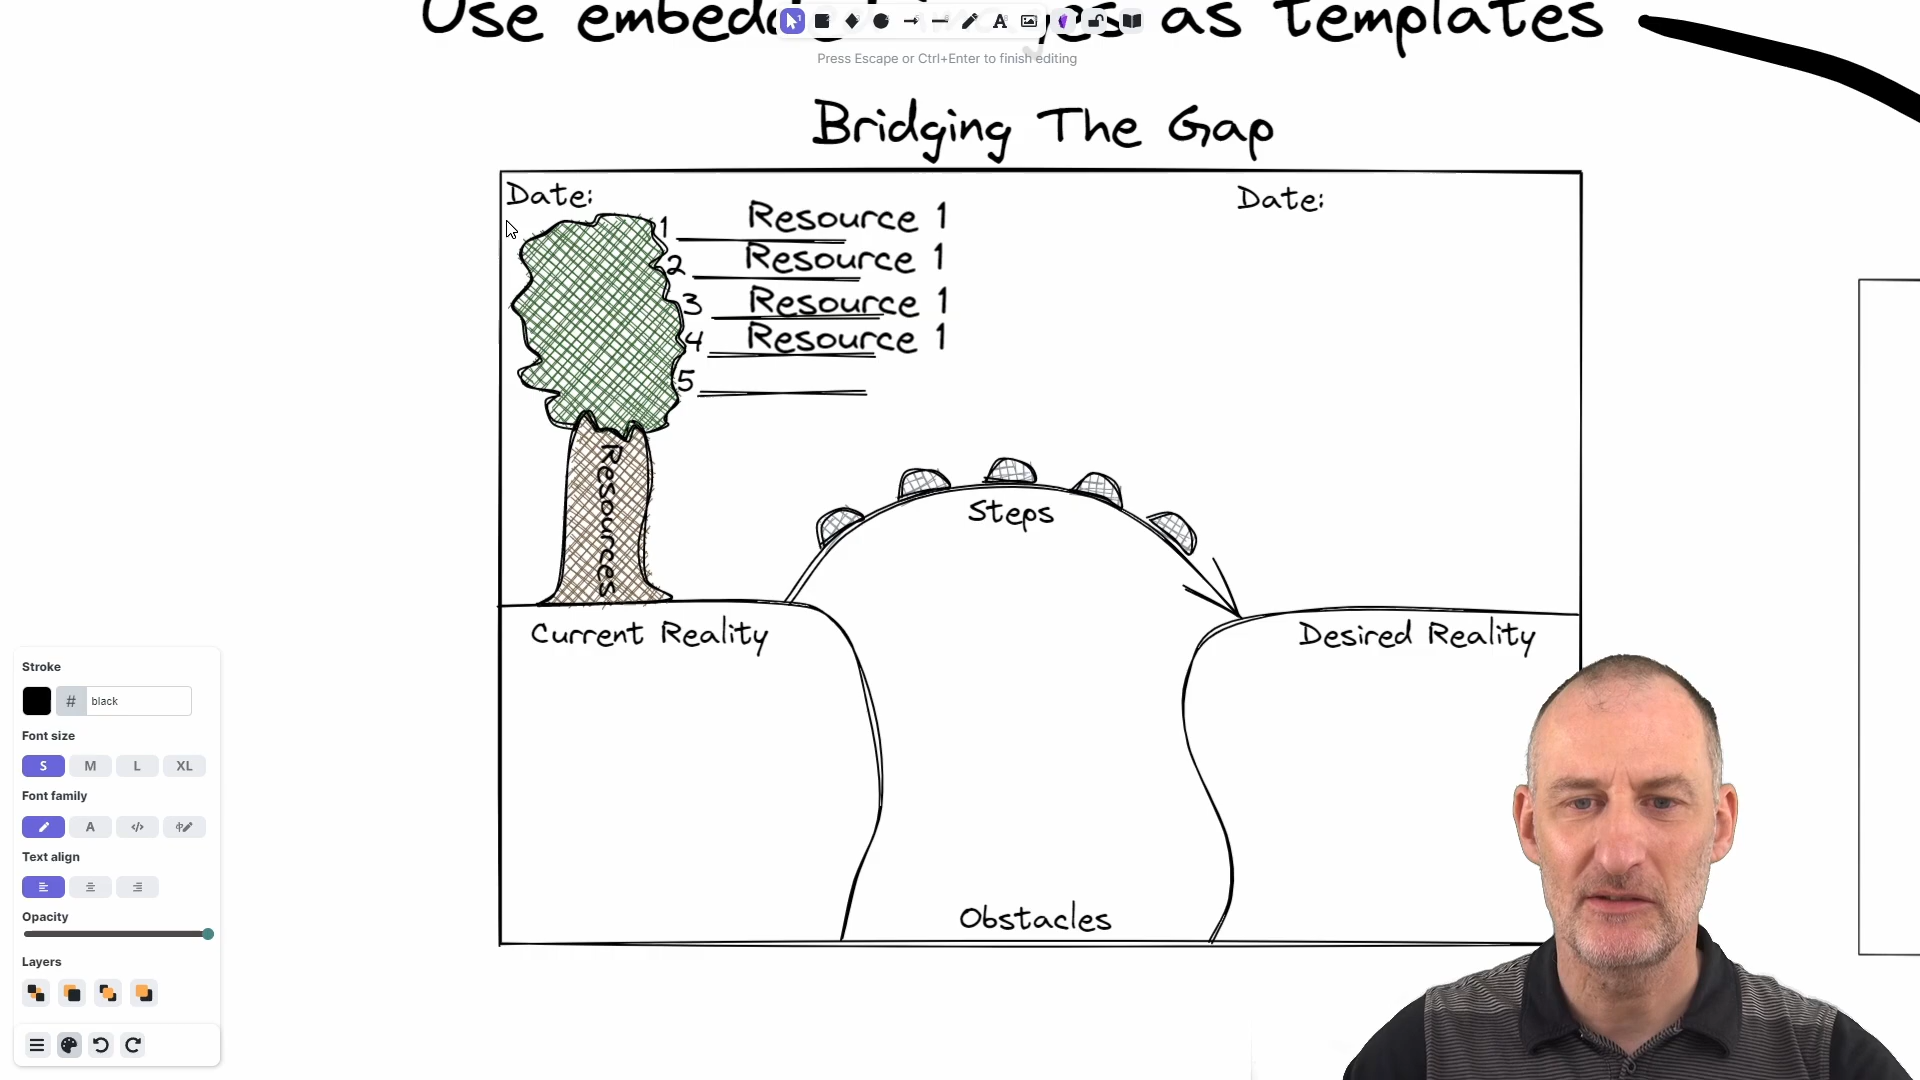 Use embedded images as templates
Press Escape or Ctrl+Enter to finish editing
Bridging The Gap
Date:
Date:
1 Resource 1
2 Resource 1
3 Resource 1
4 Resource 1
5
Resources
Steps
Current Reality
Desired Reality
Obstacles
Stroke
# black
Font size
S M L XL
Font family
A </>
Text align
Opacity
Layers